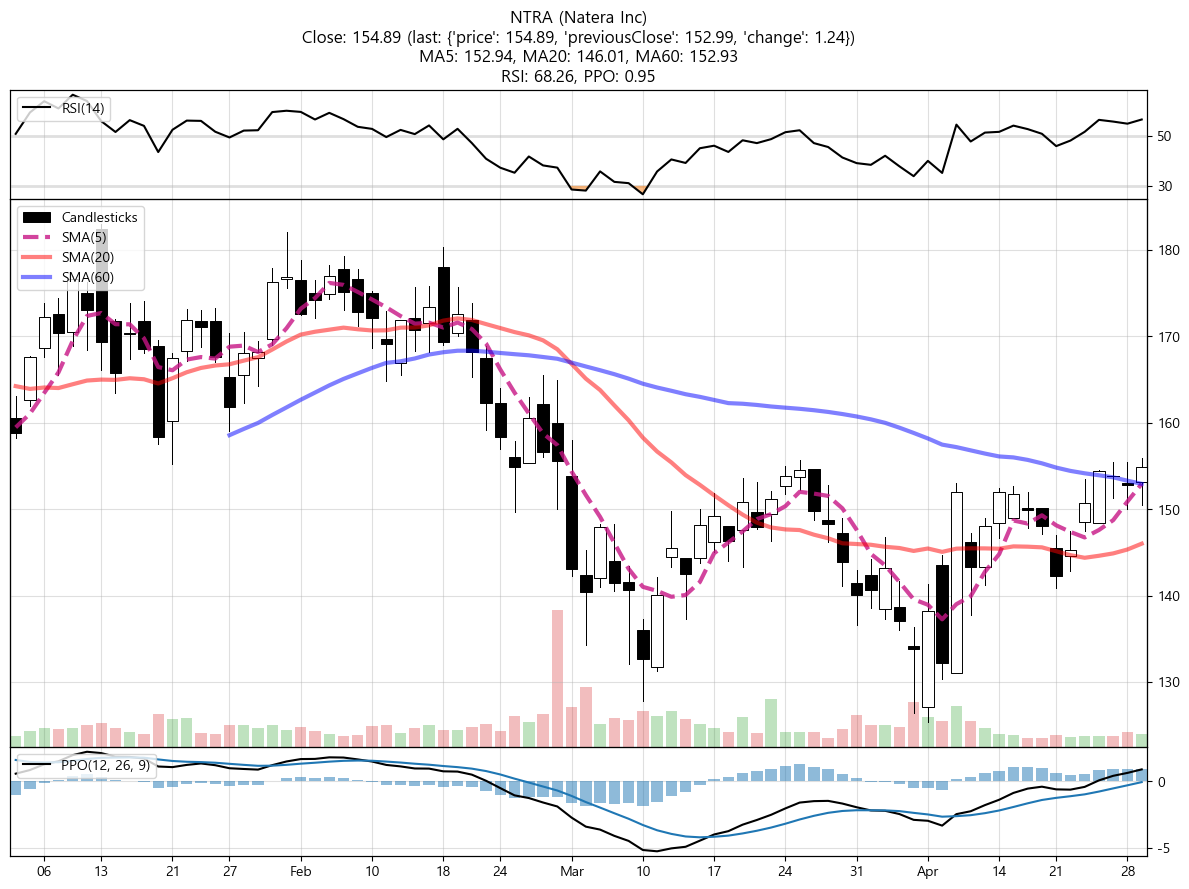 NTRA (Natera Inc)
Close: 154.89 (last: {'price': 154.89, 'previousClose': 152.99, 'change': 1.24})
MA5: 152.94, MA20: 146.01, MA60: 152.93
RSI: 68.26, PPO: 0.95
RSI(14)
50
30
Candlesticks
SMA(5)
SMA(20)
SMA(60)
180
170
160
150
140
130
PPO(12, 26, 9)
0
-5
06 13 21 27 Feb 10 18 24 Mar 10 17 24 31 Apr 14 21 28